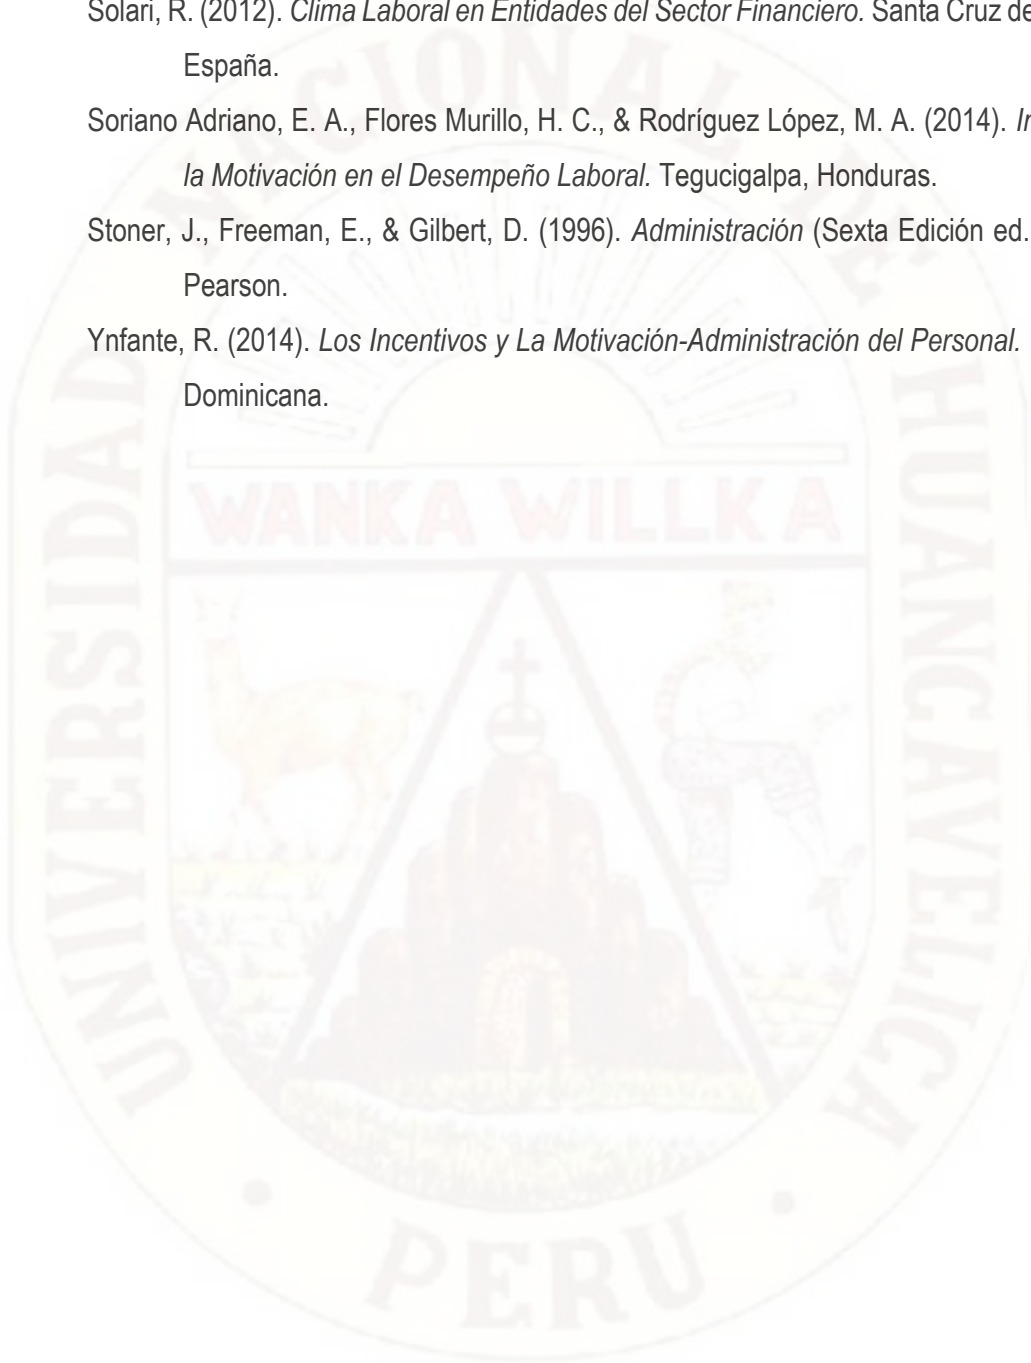 Solari, R. (2012). Clima Laboral en Entidades del Sector Financiero. Santa Cruz de
España.
Soriano Adriano, E. A., Flores Murillo, H. C., & Rodríguez López, M. A. (2014).
la Motivación en el Desempeño Laboral. Tegucigalpa, Honduras.
Stoner, J., Freeman, E., & Gilbert, D. (1996). Administración (Sexta Edición ed.
Pearson.
Ynfante, R. (2014). Los Incentivos y La Motivación-Administración del Personal.
Dominicana.
UNIVERSIDAD NACIONAL DE HUANCAVELICA
WANKA WILLKA
PERU